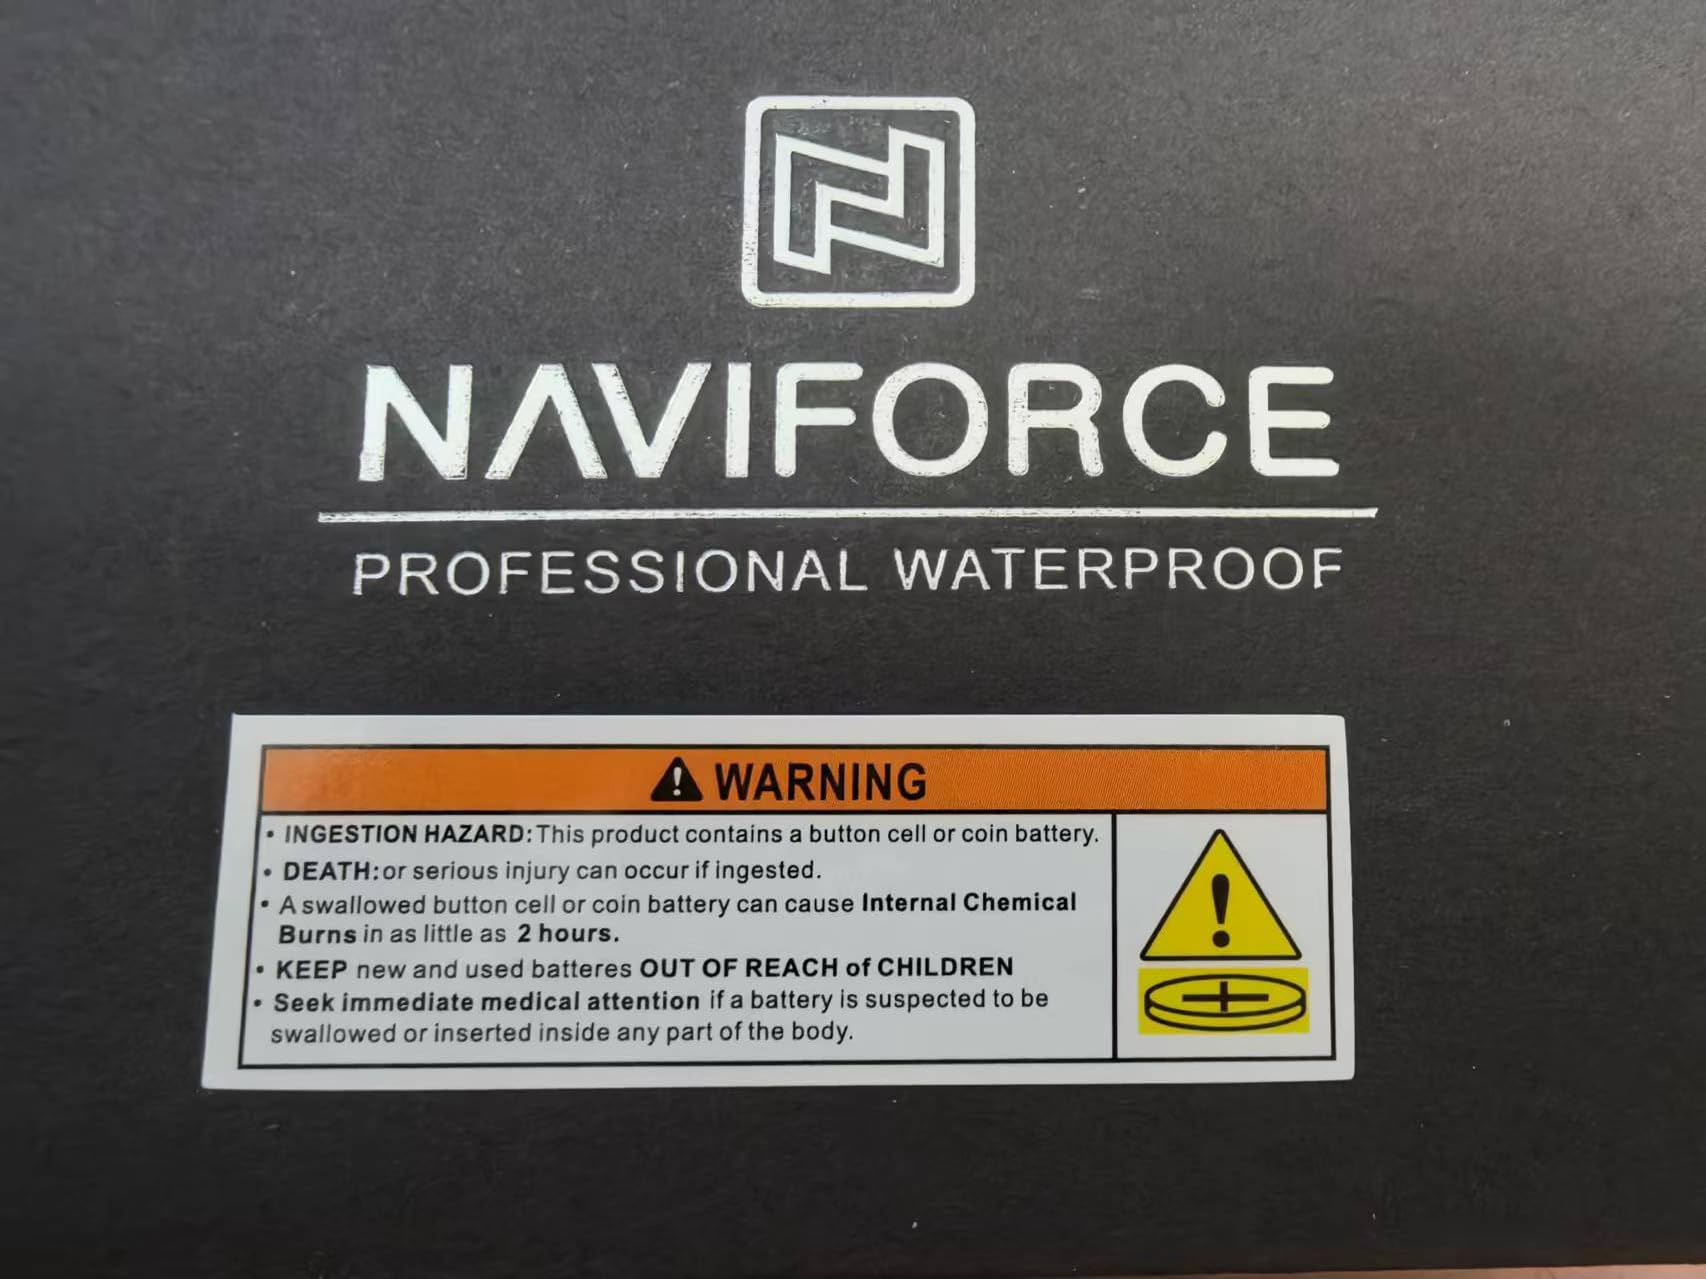 NAVIFORCE
PROFESSIONAL WATERPROOF
WARNING
• INGESTION HAZARD: This product contains a button cell or coin battery.
• DEATH: or serious injury can occur if ingested.
• A swallowed button cell or coin battery can cause Internal Chemical
Burns in as little as 2 hours.
• KEEP new and used batteres OUT OF REACH of CHILDREN
• Seek immediate medical attention if a battery is suspected to be
swallowed or inserted inside any part of the body.